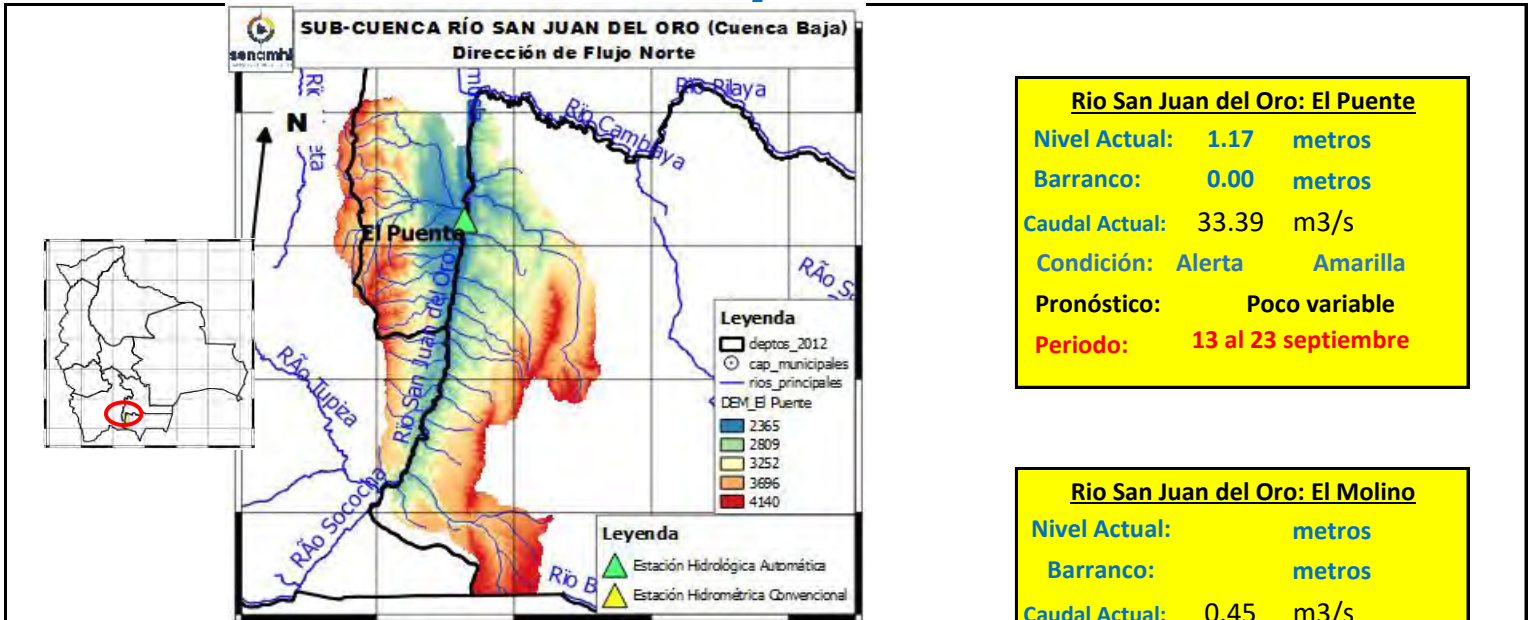 senamhi
SUB-CUENCA RÍO SAN JUAN DEL ORO (Cuenca Baja)
Dirección de Flujo Norte
N
Río Pilaya
Río Camblaya
El Puente
Río San Juan del Oro
RÃo S
RÃo Tupiza
RÃo Sococha
Río B
Leyenda
deptos_2012
cap_municipales
rios_principales
DEM_El Puente
2365
2809
3252
3696
4140
Leyenda
Estación Hidrológica Automática
Estación Hidrométrica Convencional
Rio San Juan del Oro: El Puente
Nivel Actual: 1.17 metros
Barranco: 0.00 metros
Caudal Actual: 33.39 m3/s
Condición: Alerta Amarilla
Pronóstico: Poco variable
Periodo: 13 al 23 septiembre
Rio San Juan del Oro: El Molino
Nivel Actual: metros
Barranco: metros
Caudal Actual: 0.45 m3/s